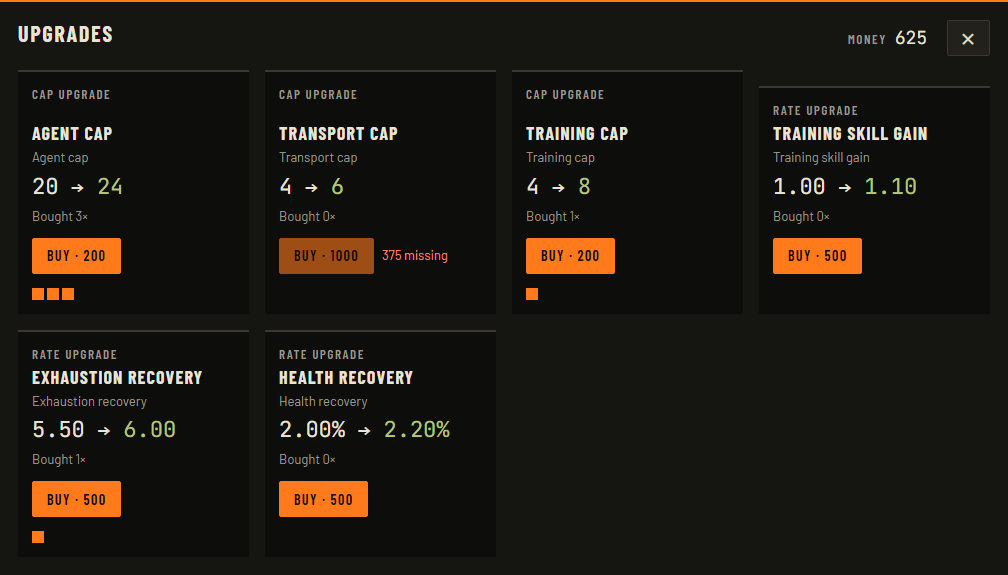 UPGRADES
MONEY 625 ✕
CAP UPGRADE
AGENT CAP
Agent cap
20 → 24
Bought 3×
BUY · 200
CAP UPGRADE
TRANSPORT CAP
Transport cap
4 → 6
Bought 0×
BUY · 1000 375 missing
CAP UPGRADE
TRAINING CAP
Training cap
4 → 8
Bought 1×
BUY · 200
RATE UPGRADE
TRAINING SKILL GAIN
Training skill gain
1.00 → 1.10
Bought 0×
BUY · 500
RATE UPGRADE
EXHAUSTION RECOVERY
Exhaustion recovery
5.50 → 6.00
Bought 1×
BUY · 500
RATE UPGRADE
HEALTH RECOVERY
Health recovery
2.00% → 2.20%
Bought 0×
BUY · 500